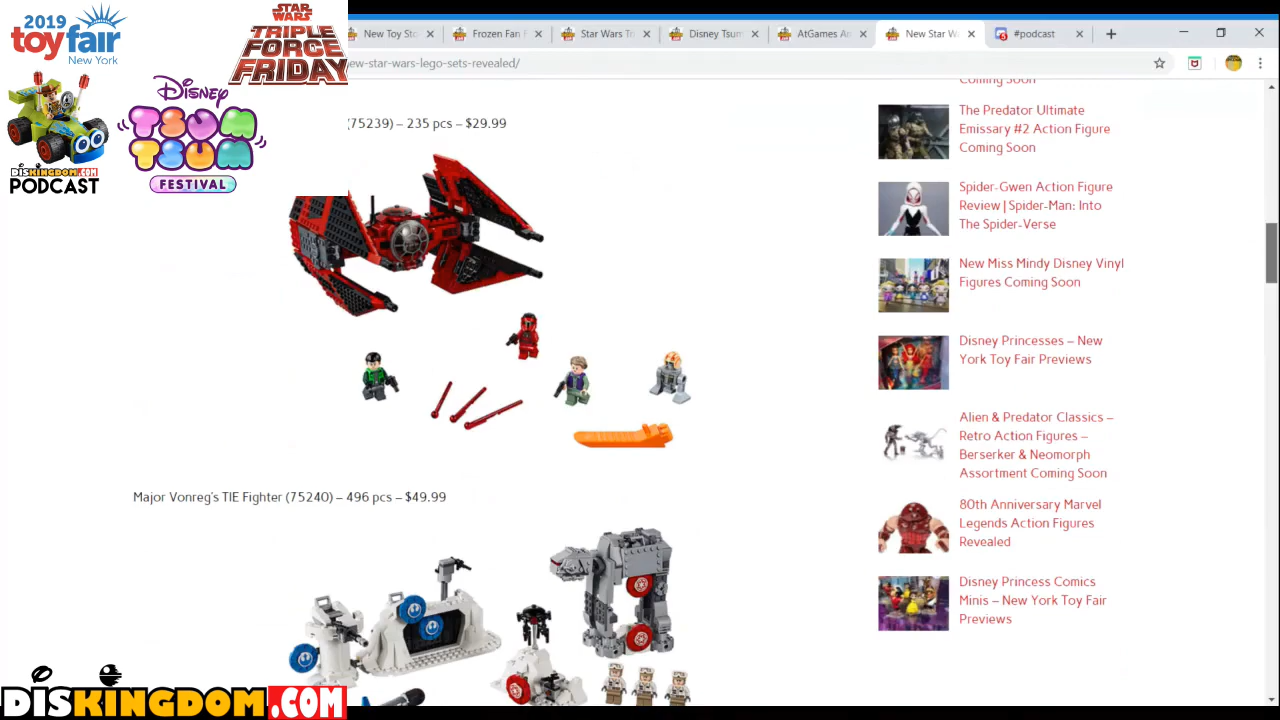 2019
toyfair
New York
STAR WARS
TRIPLE
FORCE
FRIDAY
DISKINGDOM.COM
PODCAST
Disney
TSUM
TSUM
FESTIVAL
New Toy Sto
Frozen Fan F
Star Wars Tri
Disney Tsum
AtGames An
New Star W
#podcast
ew-star-wars-lego-sets-revealed/
(75239) – 235 pcs – $29.99
Major Vonreg's TIE Fighter (75240) – 496 pcs – $49.99
Coming Soon
The Predator Ultimate
Emissary #2 Action Figure
Coming Soon
Spider-Gwen Action Figure
Review | Spider-Man: Into
The Spider-Verse
New Miss Mindy Disney Vinyl
Figures Coming Soon
Disney Princesses – New
York Toy Fair Previews
Alien & Predator Classics –
Retro Action Figures –
Berserker & Neomorph
Assortment Coming Soon
80th Anniversary Marvel
Legends Action Figures
Revealed
Disney Princess Comics
Minis – New York Toy Fair
Previews
DISKINGDOM.COM